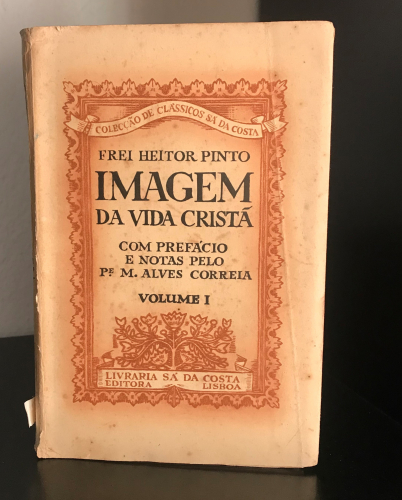 COLECÇÃO DE CLÁSSICOS SÁ DA COSTA
FREI HEITOR PINTO
IMAGEM
DA VIDA CRISTÃ
COM PREFÁCIO
E NOTAS PELO
PE M. ALVES CORREIA
VOLUME I
LIVRARIA SÁ DA COSTA
EDITORA LISBOA